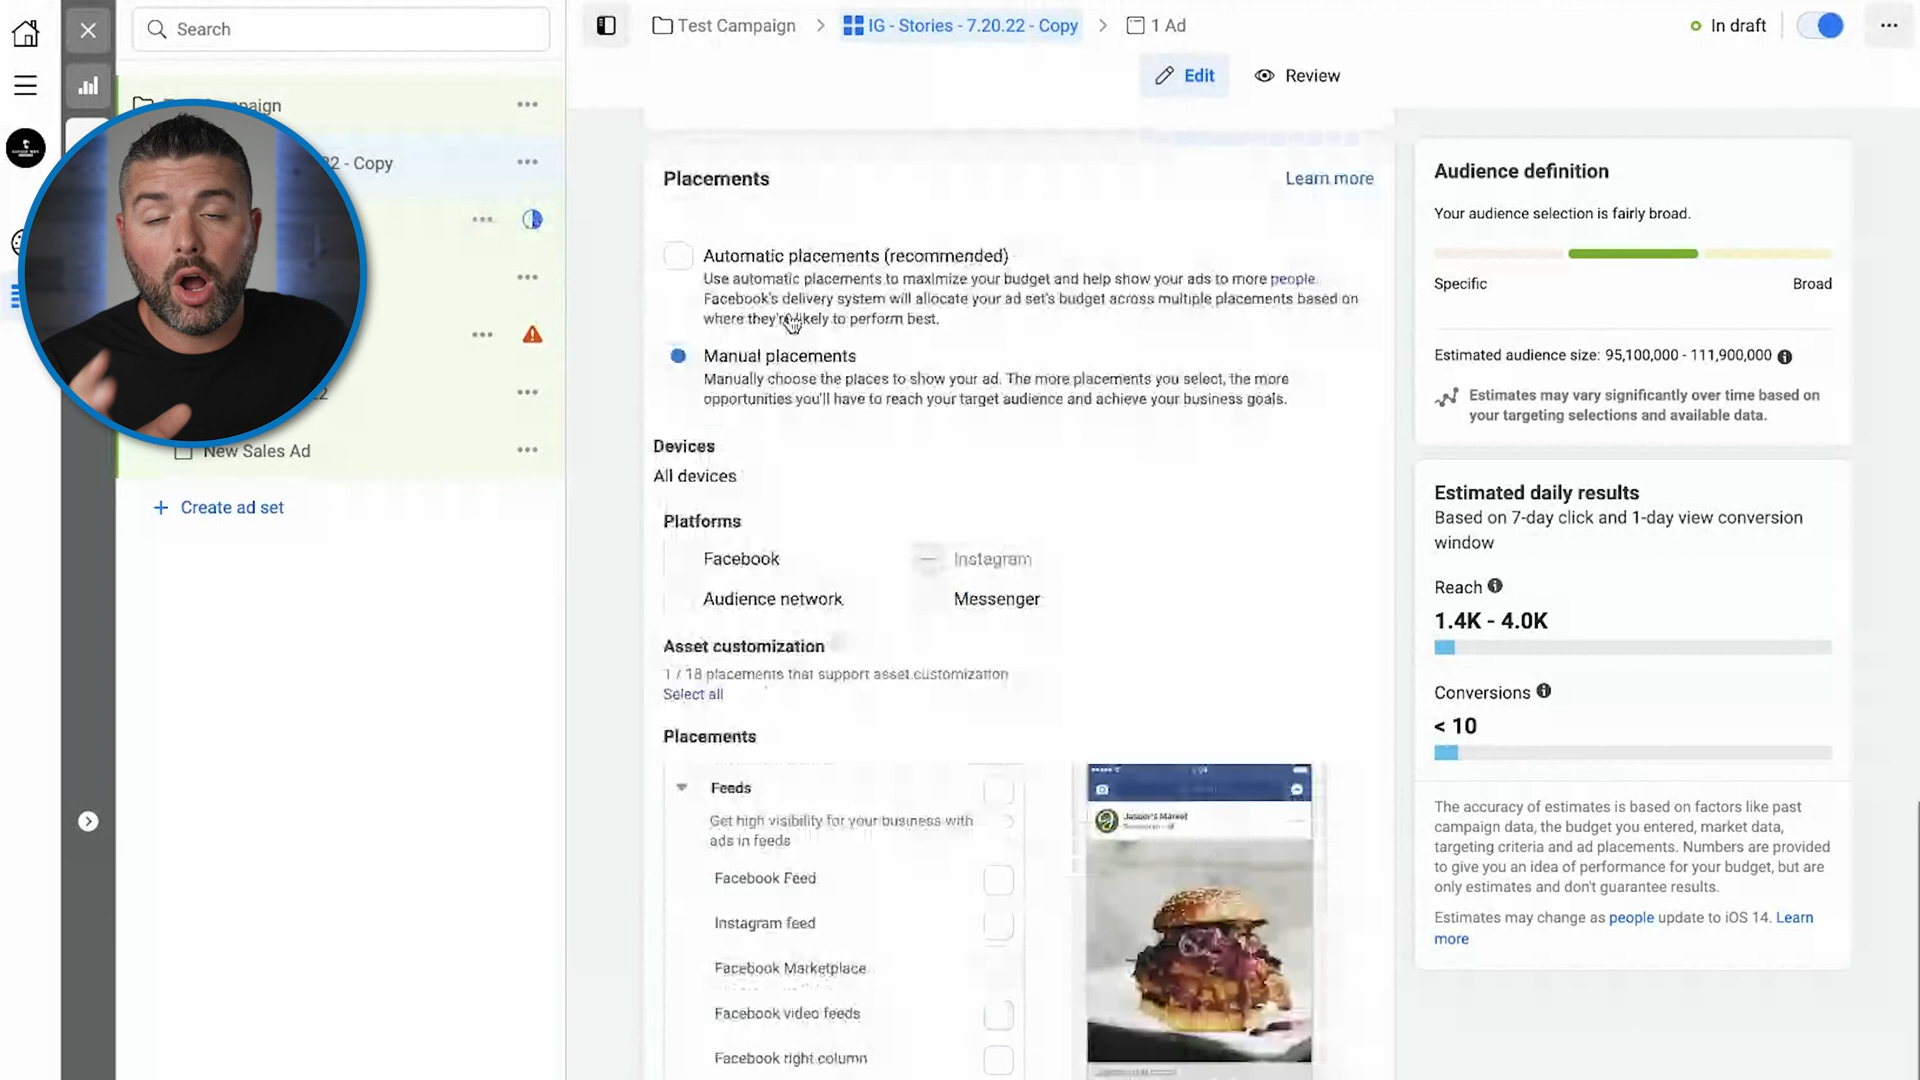 Search
Test Campaign
IG - Stories - 7.20.22 - Copy
1 Ad
In draft
Edit
Review
2 - Copy
New Sales Ad
Create ad set
Placements
Learn more
Automatic placements (recommended)
Use automatic placements to maximize your budget and help show your ads to more people.
Facebook's delivery system will allocate your ad set's budget across multiple placements based on
where they're likely to perform best.
Manual placements
Manually choose the places to show your ad. The more placements you select, the more
opportunities you'll have to reach your target audience and achieve your business goals.
Devices
All devices
Platforms
Facebook
Instagram
Audience network
Messenger
Asset customization
1 / 18 placements that support asset customization
Select all
Placements
Feeds
Get high visibility for your business with
ads in feeds
Facebook Feed
Instagram feed
Facebook Marketplace
Facebook video feeds
Facebook right column
Jasper's Market
Audience definition
Your audience selection is fairly broad.
Specific
Broad
Estimated audience size: 95,100,000 - 111,900,000
Estimates may vary significantly over time based on
your targeting selections and available data.
Estimated daily results
Based on 7-day click and 1-day view conversion
window
Reach
1.4K - 4.0K
Conversions
< 10
The accuracy of estimates is based on factors like past
campaign data, the budget you entered, market data,
targeting criteria and ad placements. Numbers are provided
to give you an idea of performance for your budget, but are
only estimates and don't guarantee results.
Estimates may change as people update to iOS 14. Learn
more